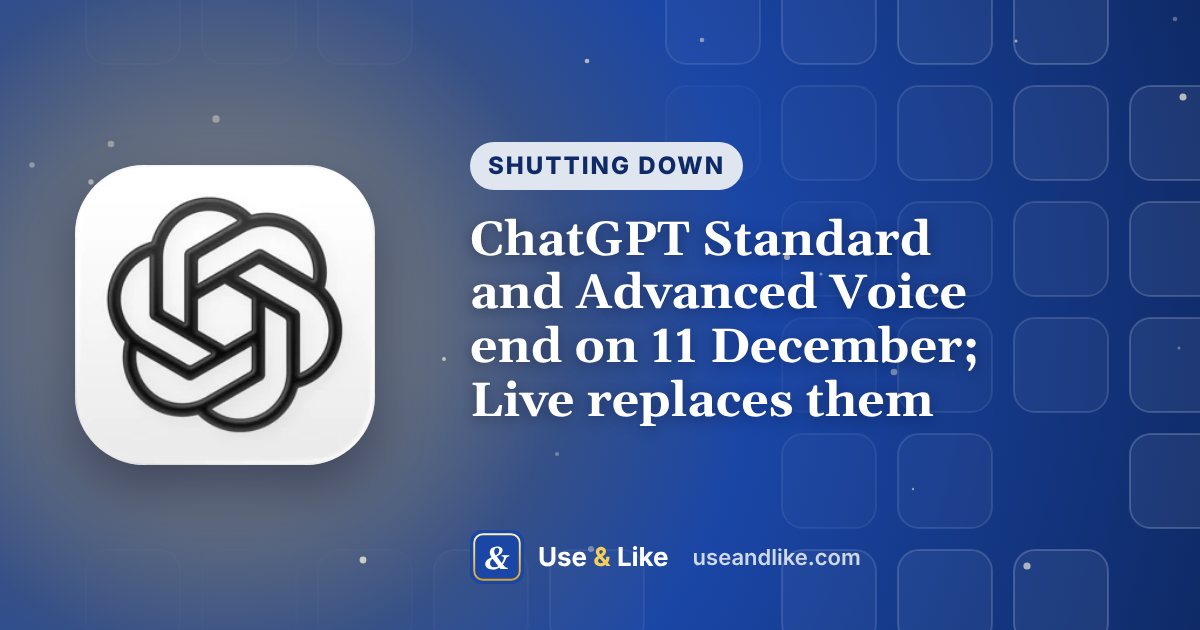 SHUTTING DOWN
ChatGPT Standard
and Advanced Voice
end on 11 December;
Live replaces them
& Use & Like useandlike.com